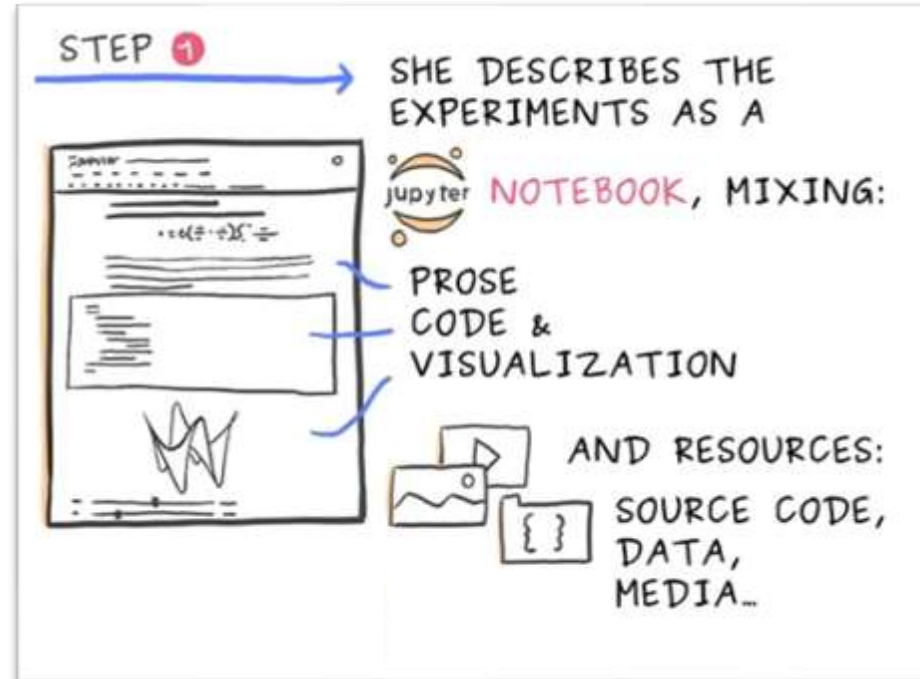 STEP 1
SHE DESCRIBES THE
EXPERIMENTS AS A
jupyter NOTEBOOK, MIXING:
PROSE
CODE &
VISUALIZATION
AND RESOURCES:
{ }
SOURCE CODE,
DATA,
MEDIA...